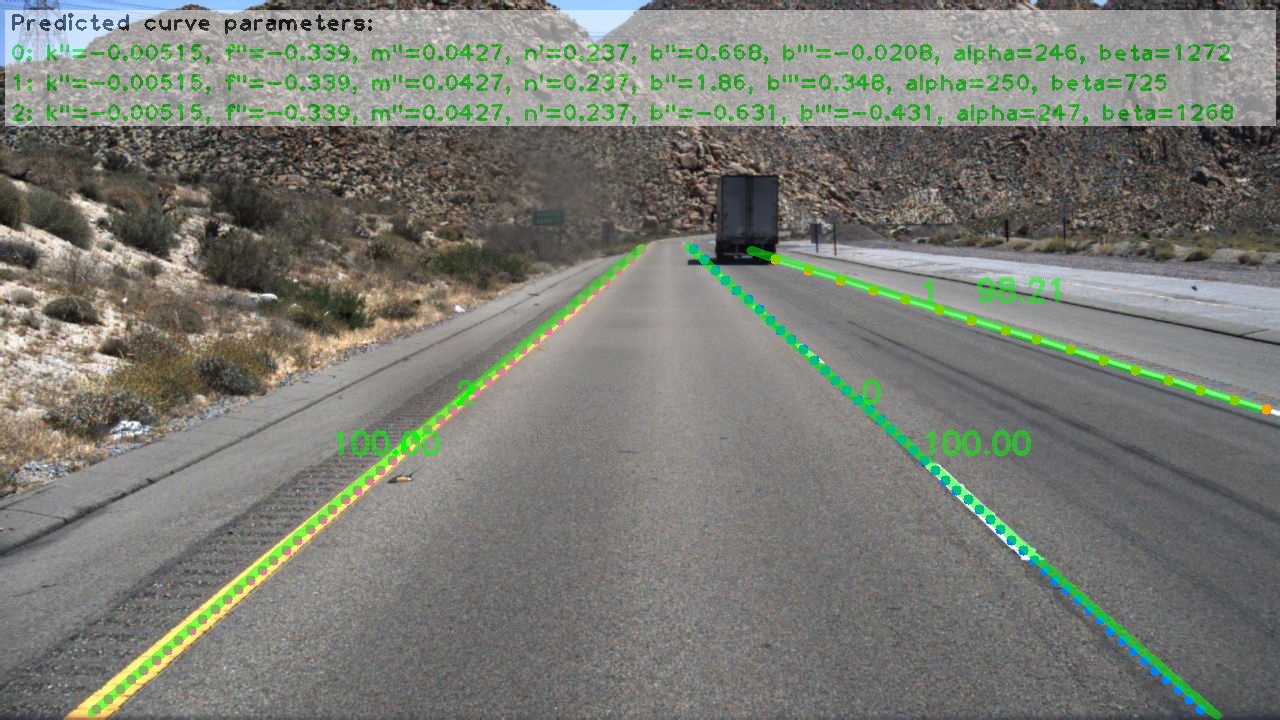 Predicted curve parameters:
0: k''=-0.00515, f''=-0.339, m''=0.0427, n'=0.237, b''=0.668, b'''=-0.0208, alpha=246, beta=1272
1: k''=-0.00515, f''=-0.339, m''=0.0427, n'=0.237, b''=1.86, b'''=0.348, alpha=250, beta=725
2: k''=-0.00515, f''=-0.339, m''=0.0427, n'=0.237, b''=-0.631, b'''=-0.431, alpha=247, beta=1268
1 98.21
2 0
100.00 100.00